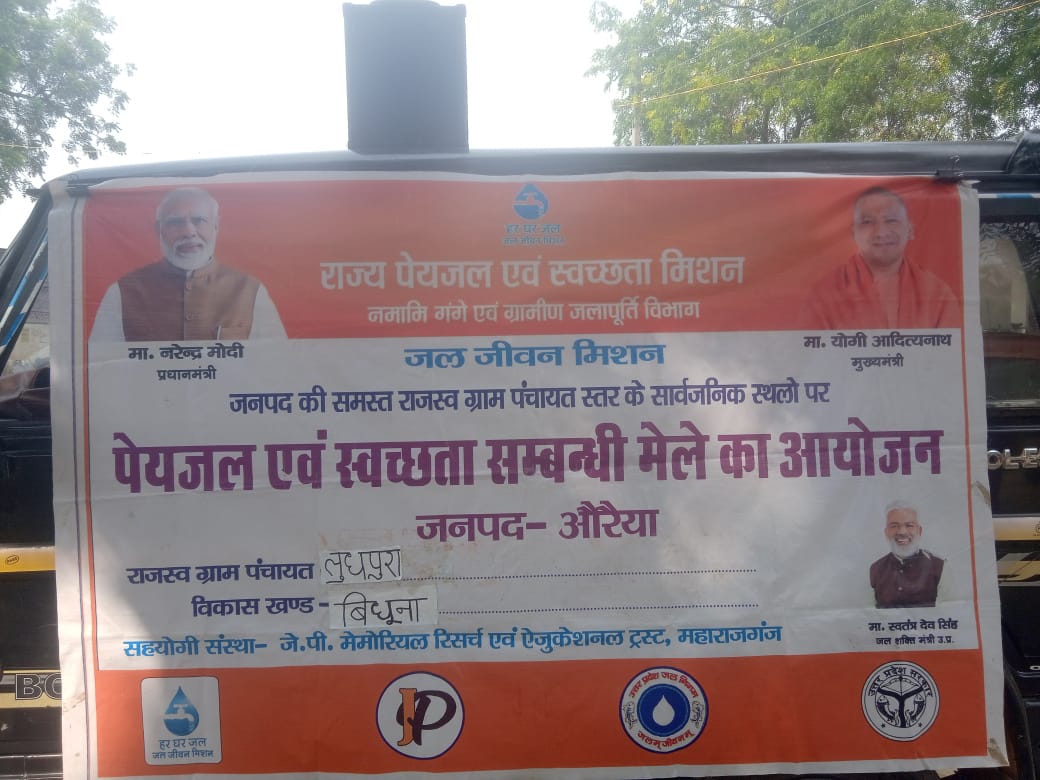 हर घर जल
जल जीवन मिशन
राज्य पेयजल एवं स्वच्छता मिशन
नमामि गंगे एवं ग्रामीण जलापूर्ति विभाग
मा. नरेन्द्र मोदी
प्रधानमंत्री
जल जीवन मिशन
मा. योगी आदित्यनाथ
मुख्यमंत्री
जनपद की समस्त राजस्व ग्राम पंचायत स्तर के सार्वजनिक स्थलो पर
पेयजल एवं स्वच्छता सम्बन्धी मेले का आयोजन
जनपद- औरैया
राजस्व ग्राम पंचायत लुधपुरा
विकास खण्ड - बिधूना
मा. स्वतंत्र देव सिंह
जल शक्ति मंत्री उ.प्र.
सहयोगी संस्था- जे.पी. मेमोरियल रिसर्च एवं ऐजुकेशनल ट्रस्ट, महाराजगंज
हर घर जल
जल जीवन मिशन
JP
उत्तर प्रदेश जल निगम
जलम् जीवनम्
उत्तर प्रदेश सरकार